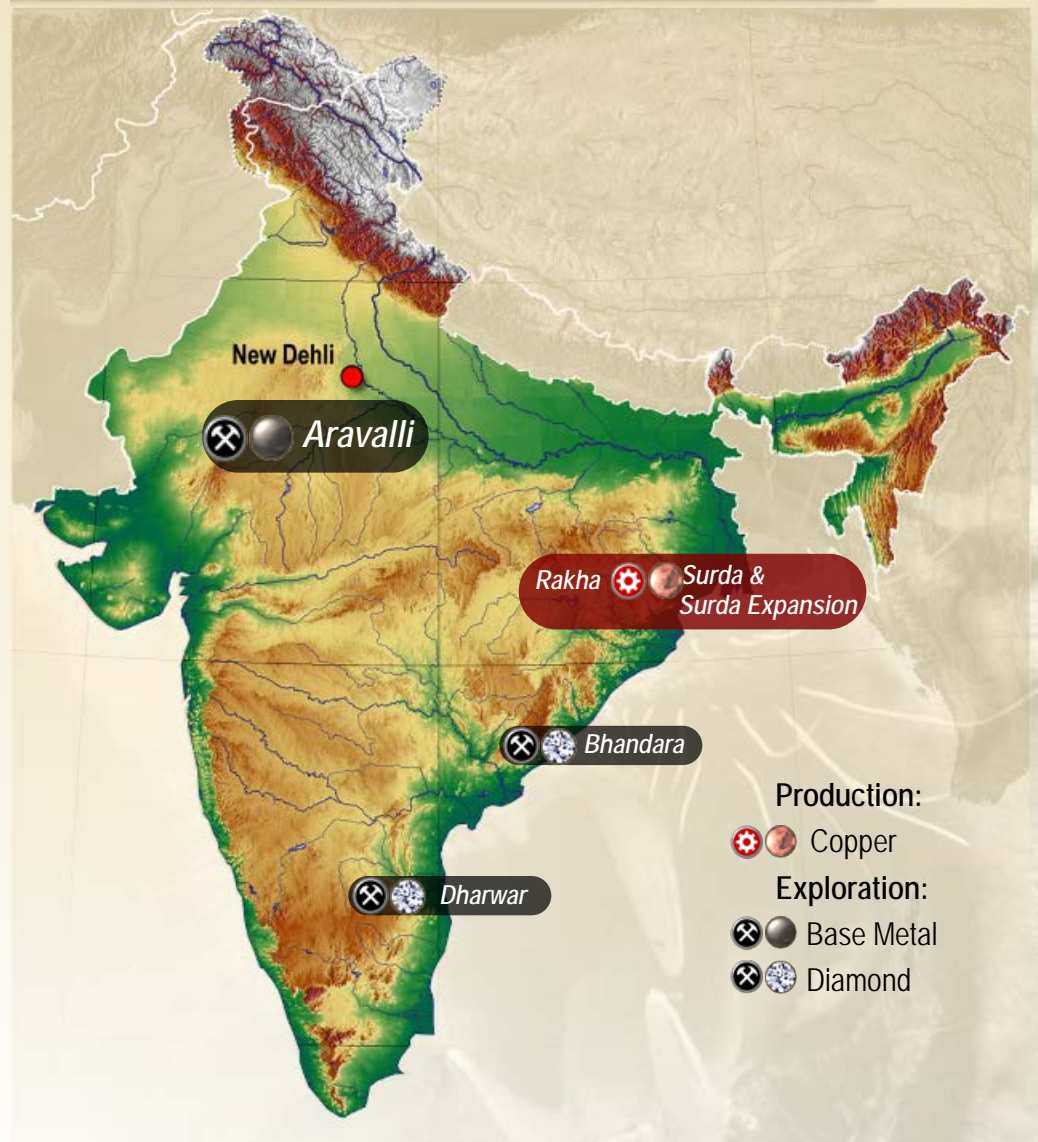 New Dehli
Aravalli
Rakha
Surda &
Surda Expansion
Bhandara
Dharwar
Production:
Copper
Exploration:
Base Metal
Diamond